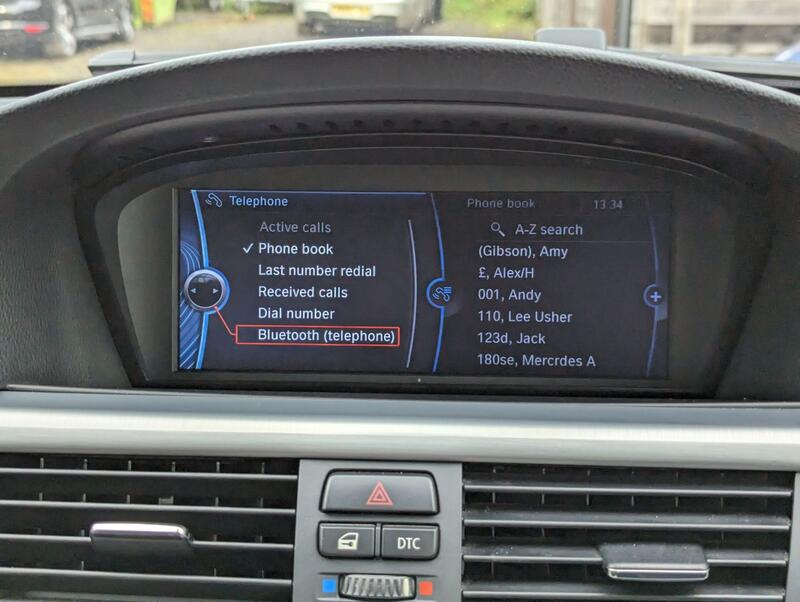 Telephone
Active calls
Phone book
Last number redial
Received calls
Dial number
Bluetooth (telephone)
Phone book
13:34
A-Z search
(Gibson), Amy
£, Alex/H
001, Andy
110, Lee Usher
123d, Jack
180se, Mercrdes A
DTC